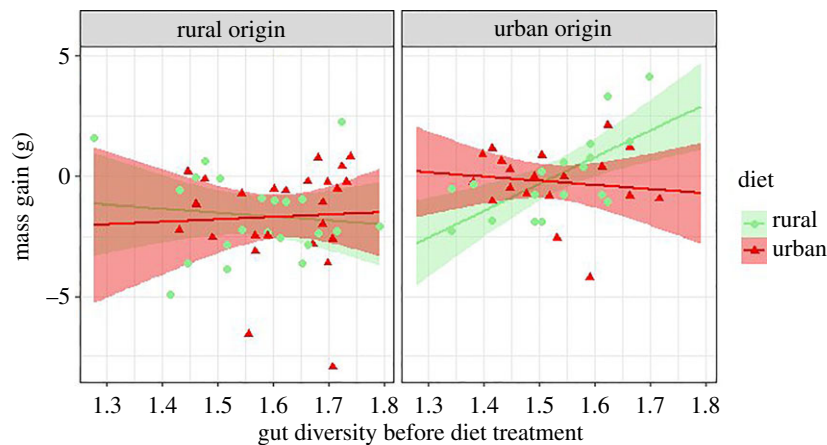 rural origin
urban origin
5
0
–5
mass gain (g)
1.3 1.4 1.5 1.6 1.7 1.8
1.3 1.4 1.5 1.6 1.7 1.8
gut diversity before diet treatment
diet
rural
urban